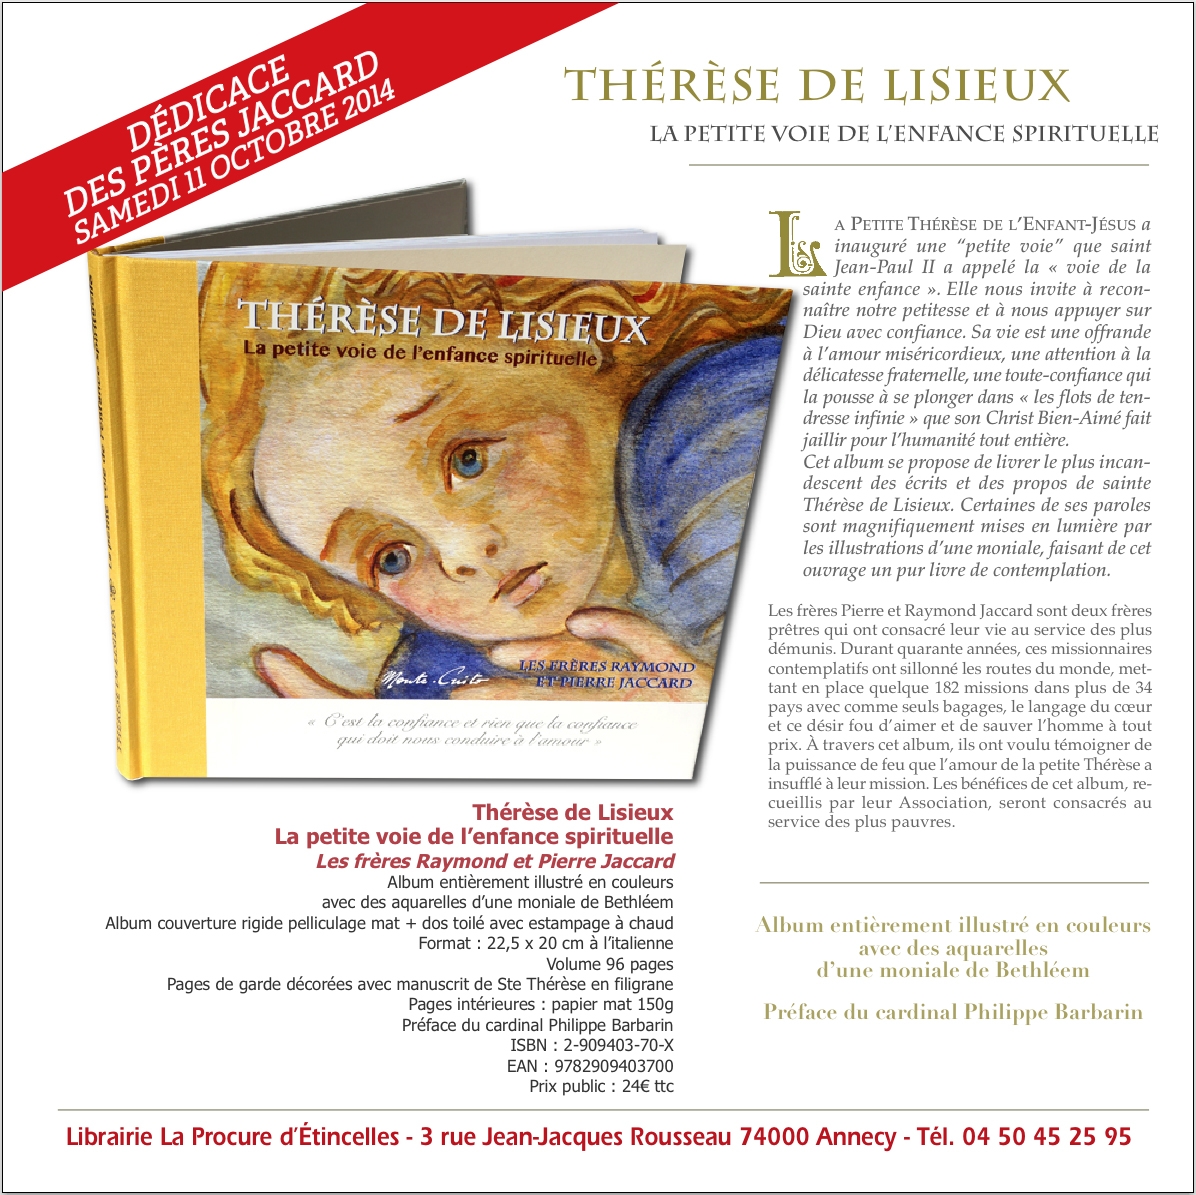 DÉDICACE
DES PÈRES JACCARD
SAMEDI 11 OCTOBRE 2014
THÉRÈSE DE LISIEUX
LA PETITE VOIE DE L'ENFANCE SPIRITUELLE
LA PETITE THÉRÈSE DE L'ENFANT-JÉSUS a
inauguré une “petite voie” que saint
Jean-Paul II a appelé la « voie de la
sainte enfance ». Elle nous invite à recon-
naître notre petitesse et à nous appuyer sur
Dieu avec confiance. Sa vie est une offrande
à l'amour miséricordieux, une attention à la
délicatesse fraternelle, une toute-confiance qui
la pousse à se plonger dans « les flots de ten-
dresse infinie » que son Christ Bien-Aimé fait
jaillir pour l'humanité tout entière.
Cet album se propose de livrer le plus incan-
descent des écrits et des propos de sainte
Thérèse de Lisieux. Certaines de ses paroles
sont magnifiquement mises en lumière par
les illustrations d'une moniale, faisant de cet
ouvrage un pur livre de contemplation.
Les frères Pierre et Raymond Jaccard sont deux frères
prêtres qui ont consacré leur vie au service des plus
démunis. Durant quarante années, ces missionnaires
contemplatifs ont sillonné les routes du monde, met-
tant en place quelque 182 missions dans plus de 34
pays avec comme seuls bagages, le langage du cœur
et ce désir fou d'aimer et de sauver l'homme à tout
prix. À travers cet album, ils ont voulu témoigner de
la puissance de feu que l'amour de la petite Thérèse a
insufflé à leur mission. Les bénéfices de cet album, re-
cueillis par leur Association, seront consacrés au
service des plus pauvres.
Album entièrement illustré en couleurs
avec des aquarelles
d'une moniale de Bethléem
Préface du cardinal Philippe Barbarin
THÉRÈSE DE LISIEUX
La petite voie de l'enfance spirituelle
Monte-Cristo
LES FRÈRES RAYMOND
ET PIERRE JACCARD
« C'est la confiance et rien que la confiance
qui doit nous conduire à l'amour »
Thérèse de Lisieux
La petite voie de l'enfance spirituelle
Les frères Raymond et Pierre Jaccard
Album entièrement illustré en couleurs
avec des aquarelles d'une moniale de Bethléem
Album couverture rigide pelliculage mat + dos toilé avec estampage à chaud
Format : 22,5 x 20 cm à l'italienne
Volume 96 pages
Pages de garde décorées avec manuscrit de Ste Thérèse en filigrane
Pages intérieures : papier mat 150g
Préface du cardinal Philippe Barbarin
ISBN : 2-909403-70-X
EAN : 9782909403700
Prix public : 24€ ttc
Librairie La Procure d'Étincelles - 3 rue Jean-Jacques Rousseau 74000 Annecy - Tél. 04 50 45 25 95